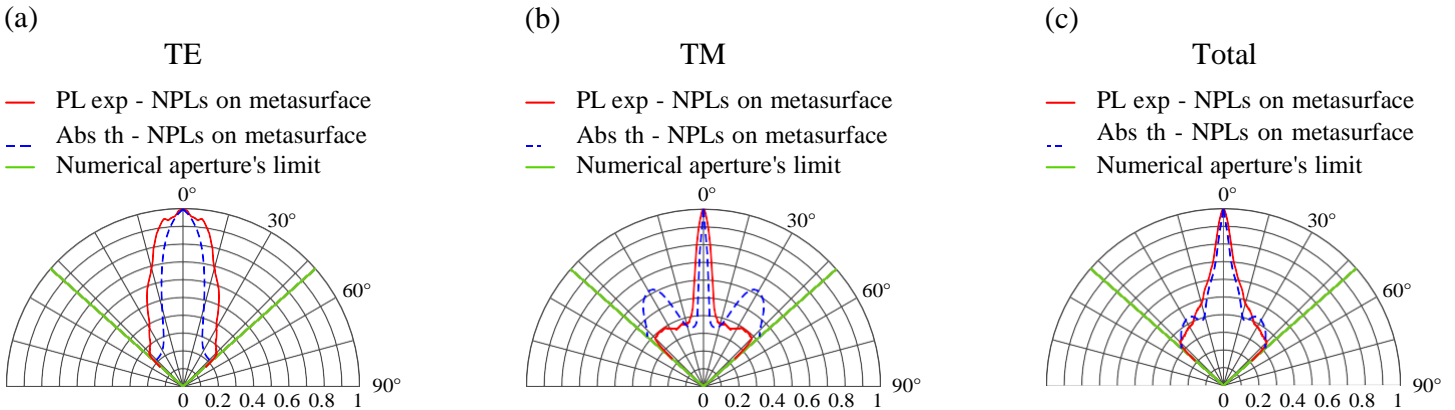 (a)
TE
PL exp - NPLs on metasurface
Abs th - NPLs on metasurface
Numerical aperture's limit
0°
30°
60°
90°
0 0.2 0.4 0.6 0.8 1
(b)
TM
PL exp - NPLs on metasurface
Abs th - NPLs on metasurface
Numerical aperture's limit
0°
30°
60°
90°
0 0.2 0.4 0.6 0.8 1
(c)
Total
PL exp - NPLs on metasurface
Abs th - NPLs on metasurface
Numerical aperture's limit
0°
30°
60°
90°
0 0.2 0.4 0.6 0.8 1